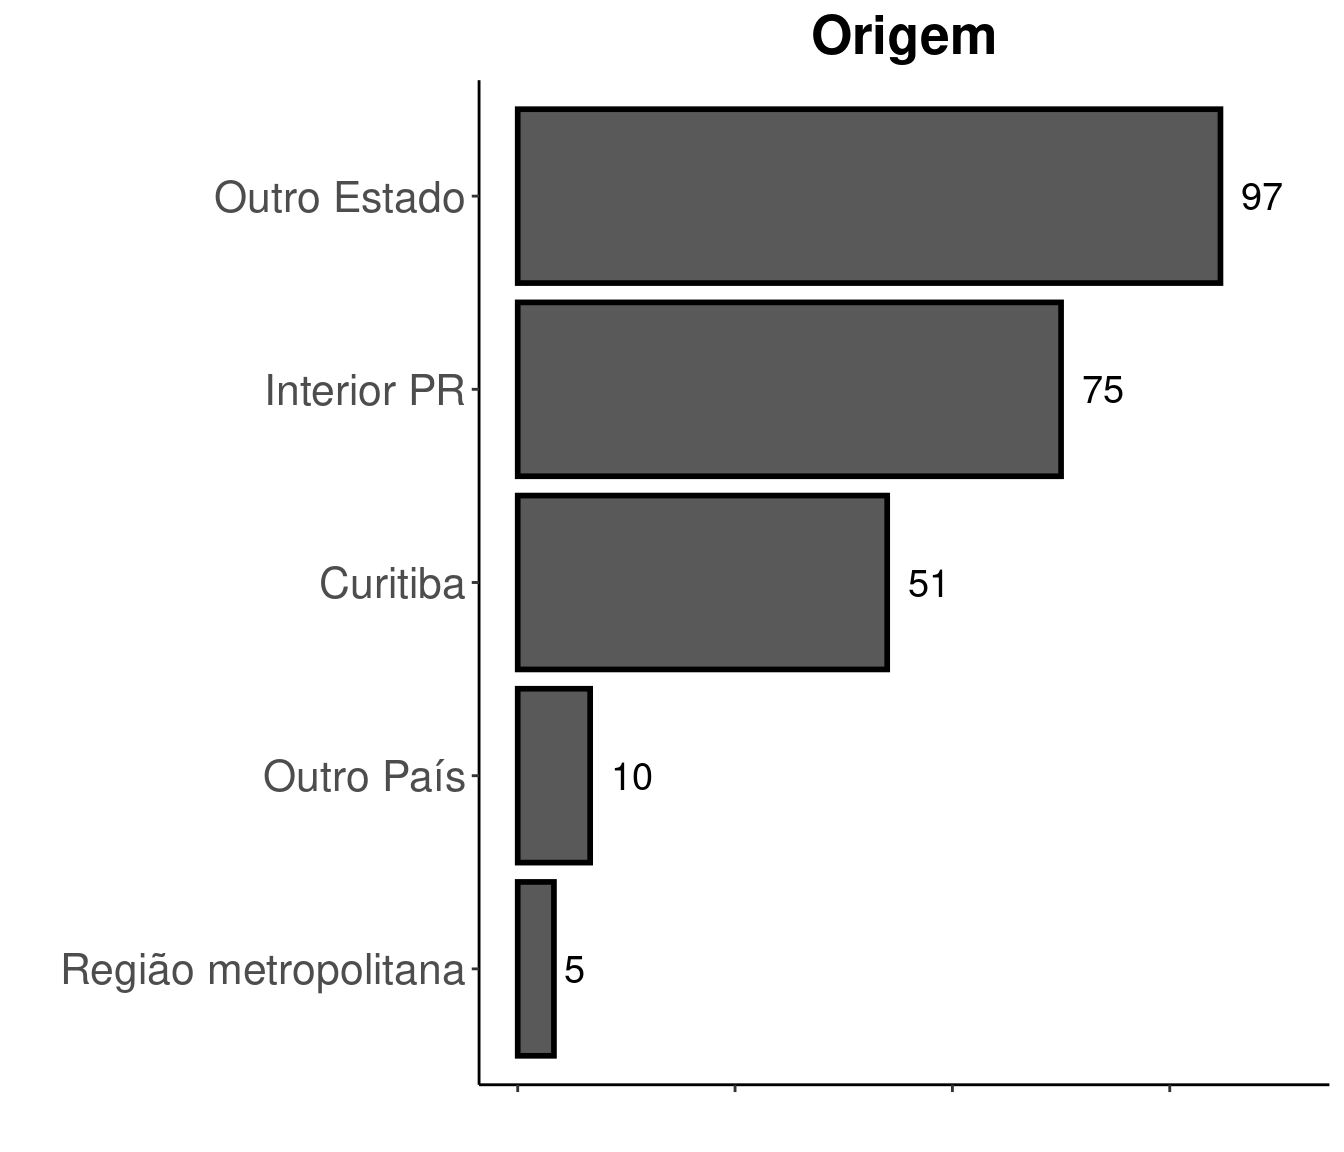 Origem
Outro Estado 97
Interior PR 75
Curitiba 51
Outro País 10
Região metropolitana 5